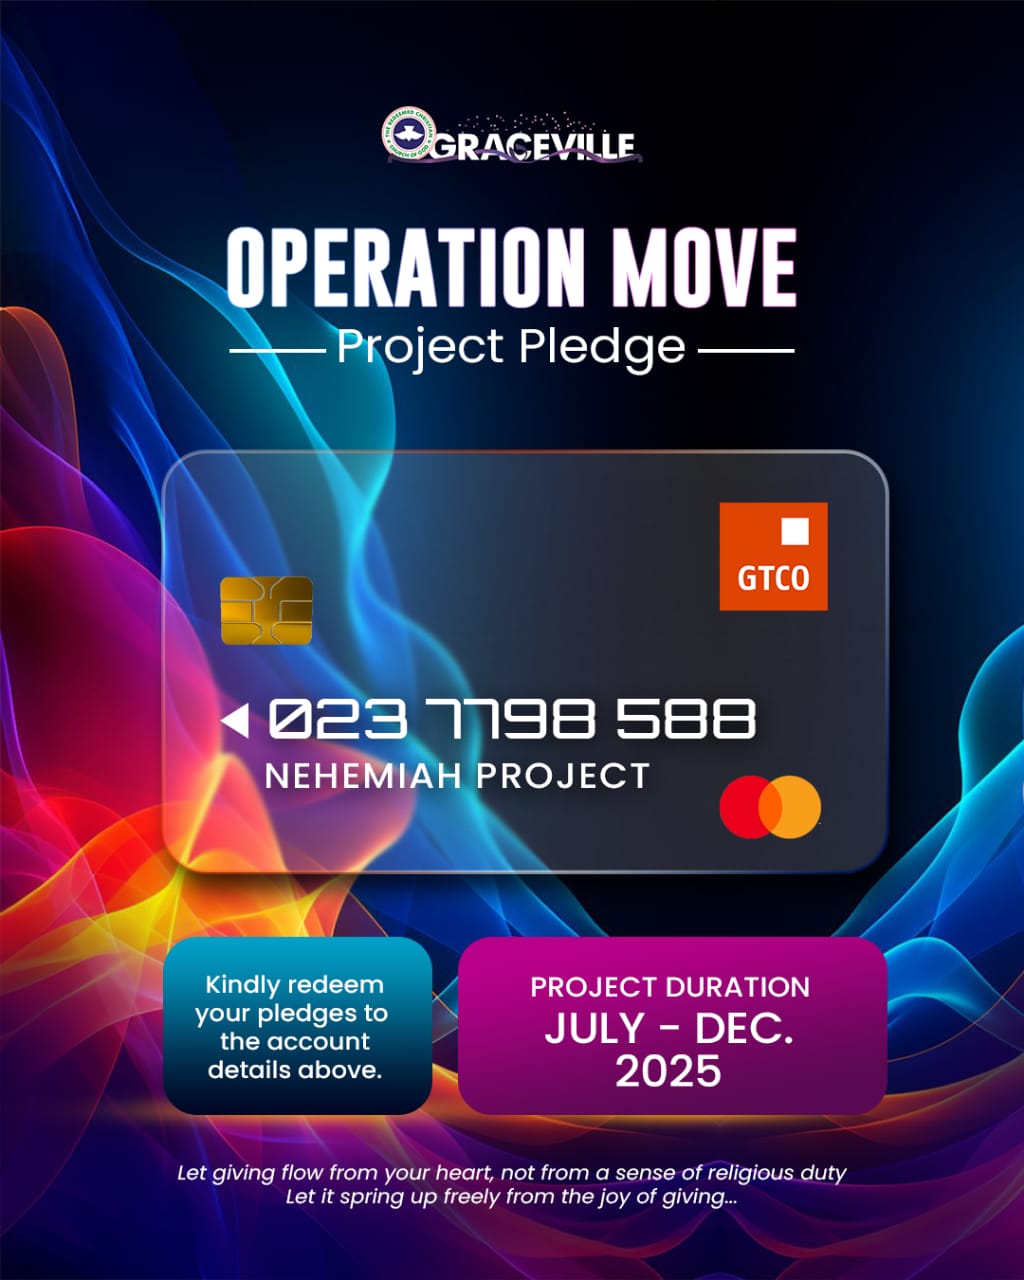 THE REDEEMED CHRISTIAN
CHURCH OF GOD
GRACEVILLE
OPERATION MOVE
Project Pledge
GTCO
023 7798 588
NEHEMIAH PROJECT
Kindly redeem
your pledges to
the account
details above.
PROJECT DURATION
JULY - DEC.
2025
Let giving flow from your heart, not from a sense of religious duty
Let it spring up freely from the joy of giving...